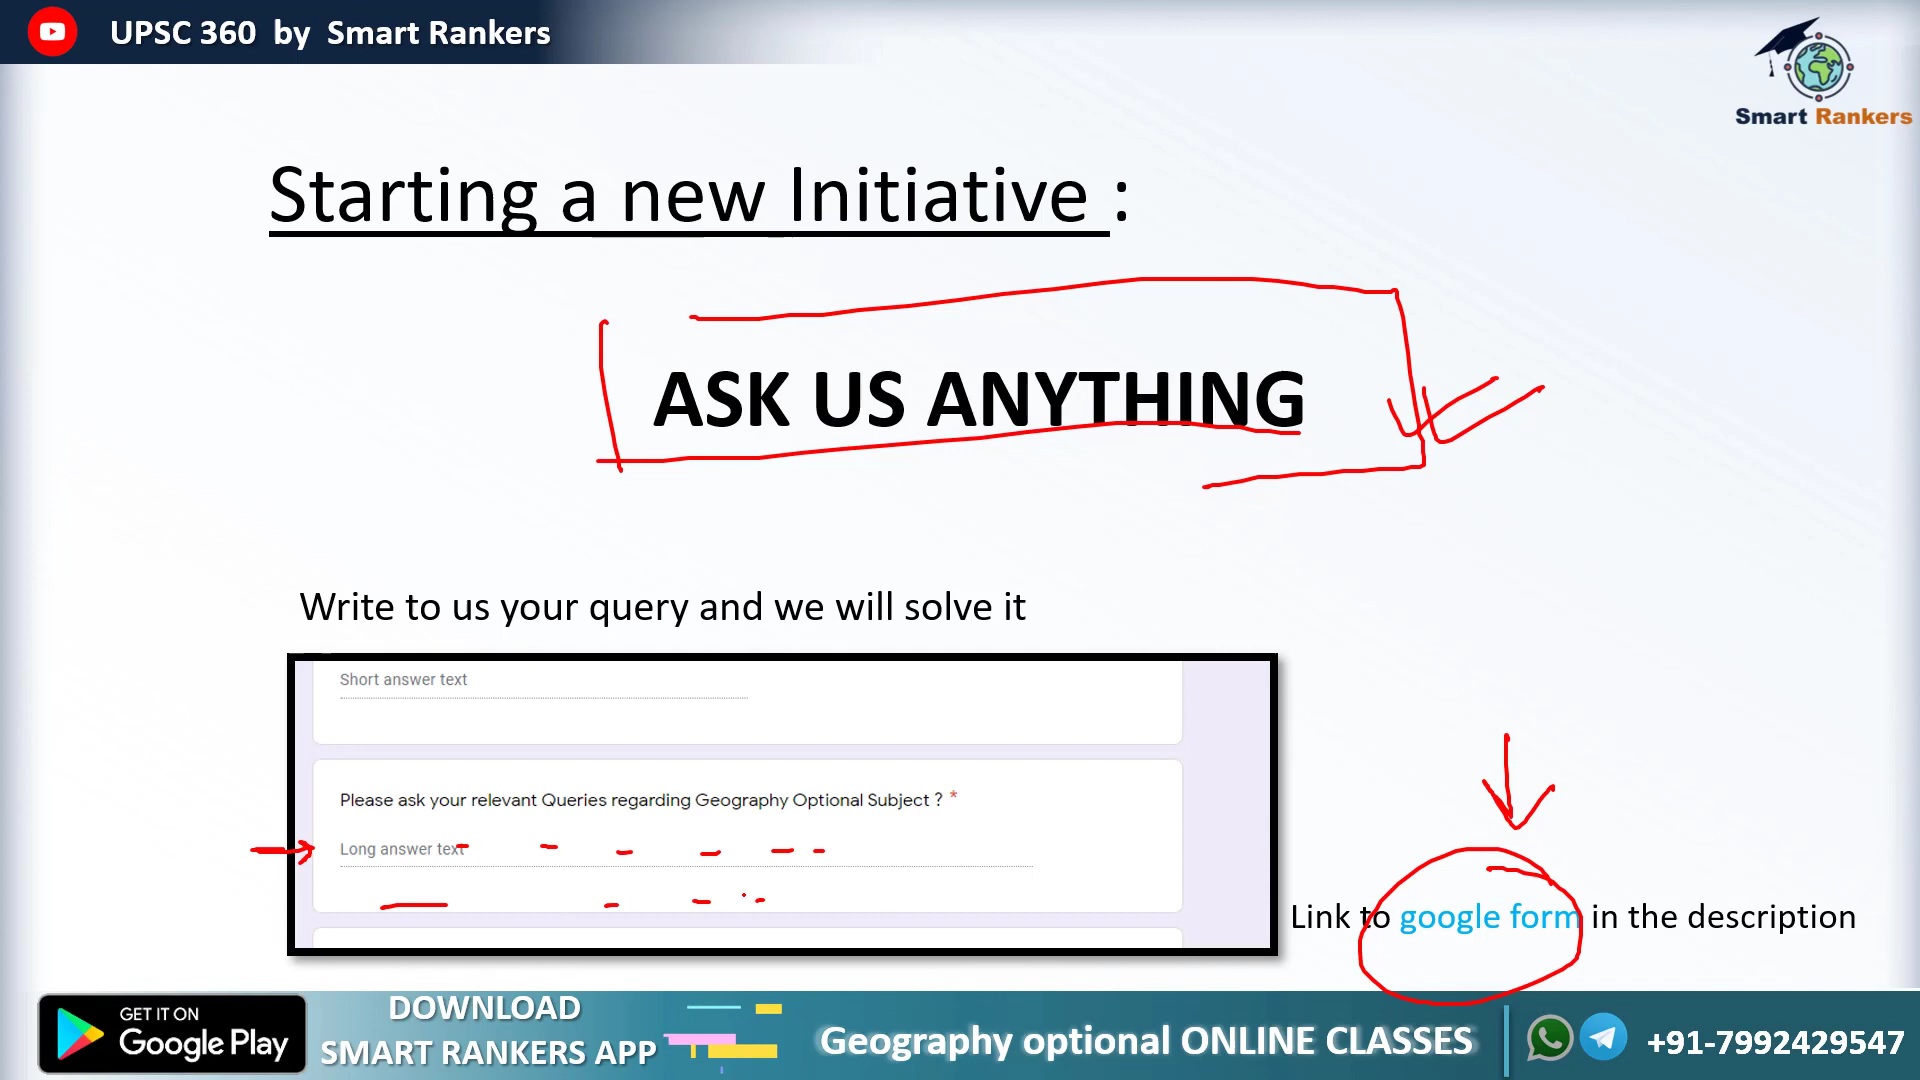 UPSC 360 by Smart Rankers
Smart Rankers
Starting a new Initiative :
ASK US ANYTHING
Write to us your query and we will solve it
Short answer text
Please ask your relevant Queries regarding Geography Optional Subject ? *
Long answer text
Link to google form in the description
GET IT ON
Google Play
DOWNLOAD
SMART RANKERS APP
Geography optional ONLINE CLASSES
+91-7992429547